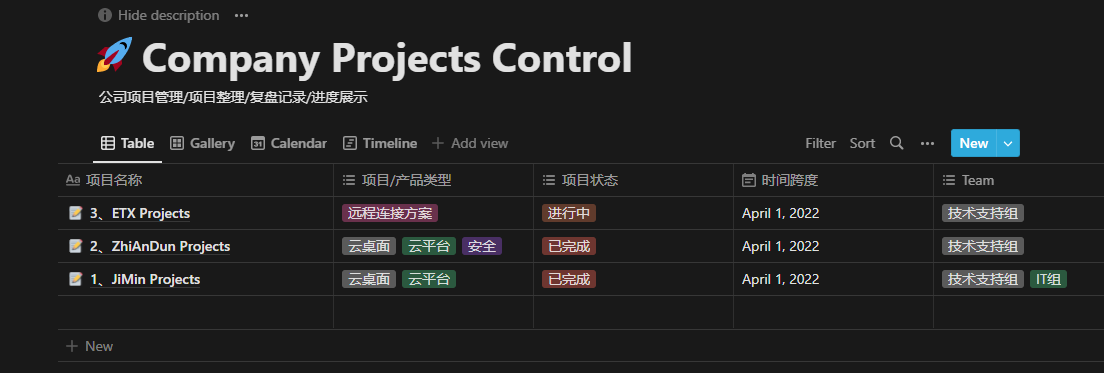 Hide description
Company Projects Control
公司项目管理/项目整理/复盘记录/进度展示
Table Gallery Calendar Timeline Add view Filter Sort New
Aa 项目名称 项目/产品类型 项目状态 时间跨度 Team
3、ETX Projects 远程连接方案 进行中 April 1, 2022 技术支持组
2、ZhiAnDun Projects 云桌面 云平台 安全 已完成 April 1, 2022 技术支持组
1、JiMin Projects 云桌面 云平台 已完成 April 1, 2022 技术支持组 IT组
New